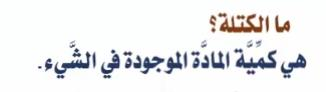 ما الكتلة؟
هي كمِّيَّة المادَّة الموجودة في الشَّيء.